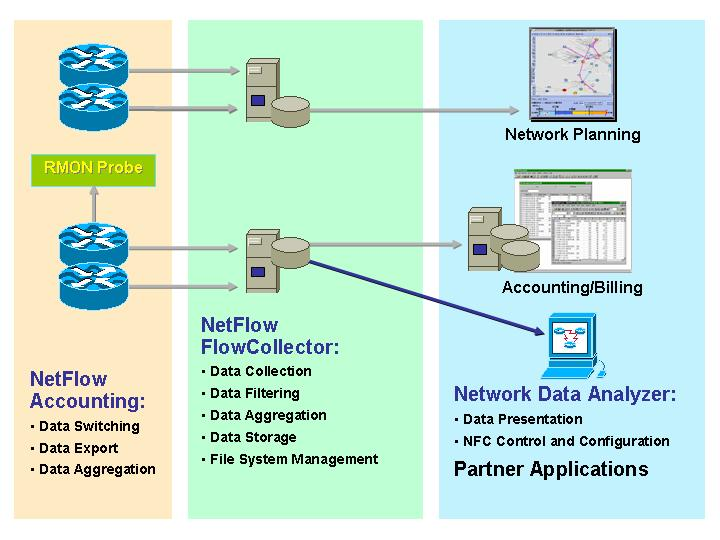 RMON Probe
NetFlow
Accounting:
• Data Switching
• Data Export
• Data Aggregation
NetFlow
FlowCollector:
• Data Collection
• Data Filtering
• Data Aggregation
• Data Storage
• File System Management
Network Planning
Accounting/Billing
Network Data Analyzer:
• Data Presentation
• NFC Control and Configuration
Partner Applications